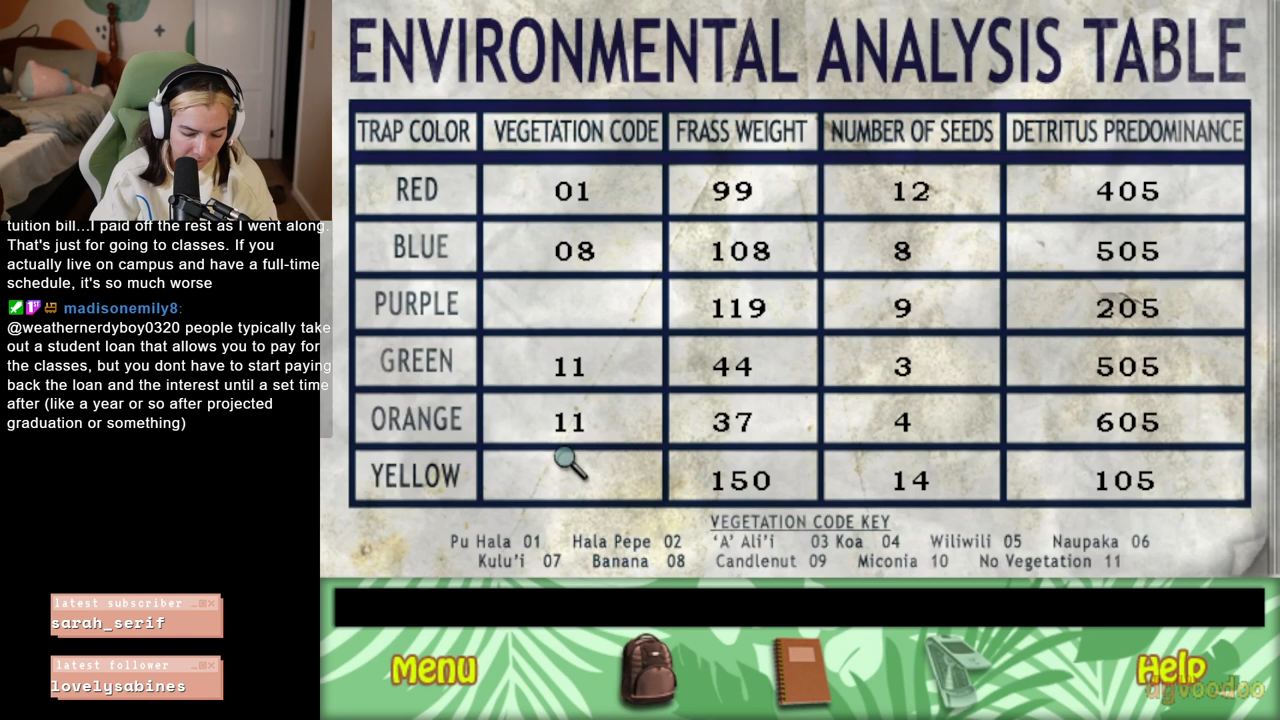 ENVIRONMENTAL ANALYSIS TABLE
TRAP COLOR VEGETATION CODE FRASS WEIGHT NUMBER OF SEEDS DETRITUS PREDOMINANCE
RED 01 99 12 405
BLUE 08 108 8 505
PURPLE 119 9 205
GREEN 11 44 3 505
ORANGE 11 37 4 605
YELLOW 150 14 105
VEGETATION CODE KEY
Pu Hala 01 Hala Pepe 02 'A' Ali'i 03 Koa 04 Wiliwili 05 Naupaka 06
Kulu'i 07 Banana 08 Candlenut 09 Miconia 10 No Vegetation 11
tuition bill...I paid off the rest as I went along.
That's just for going to classes. If you
actually live on campus and have a full-time
schedule, it's so much worse
madisonemily8:
@weathernerdyboy0320 people typically take
out a student loan that allows you to pay for
the classes, but you dont have to start paying
back the loan and the interest until a set time
after (like a year or so after projected
graduation or something)
latest subscriber
sarah_serif
latest follower
lovelysabines
Menu
Help
dgVoodoo